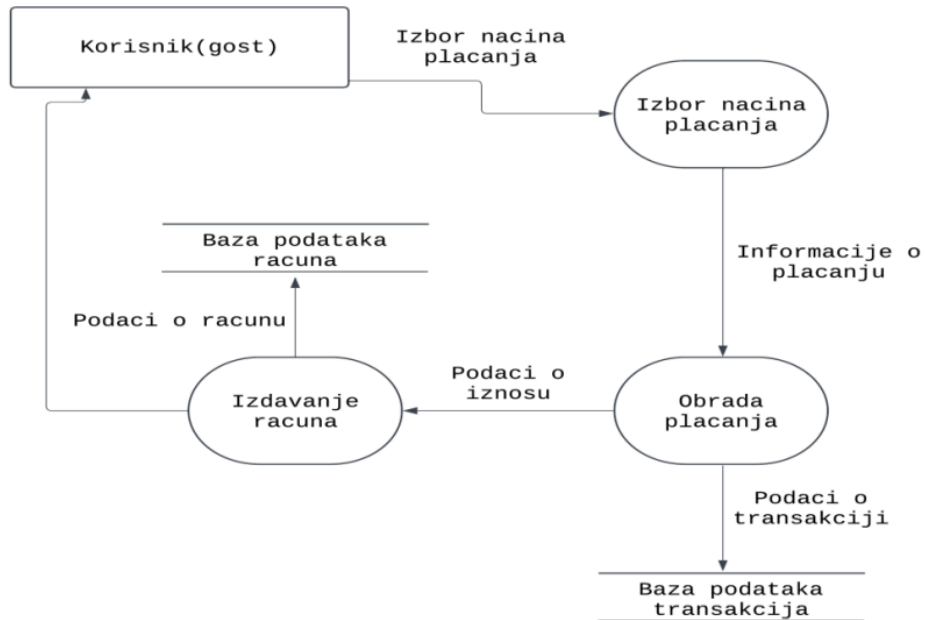 Korisnik(gost)
Izbor nacina
placanja
Izbor nacina
placanja
Informacije o
placanju
Baza podataka
racuna
Podaci o racunu
Izdavanje
racuna
Podaci o
iznosu
Obrada
placanja
Podaci o
transakciji
Baza podataka
transakcija